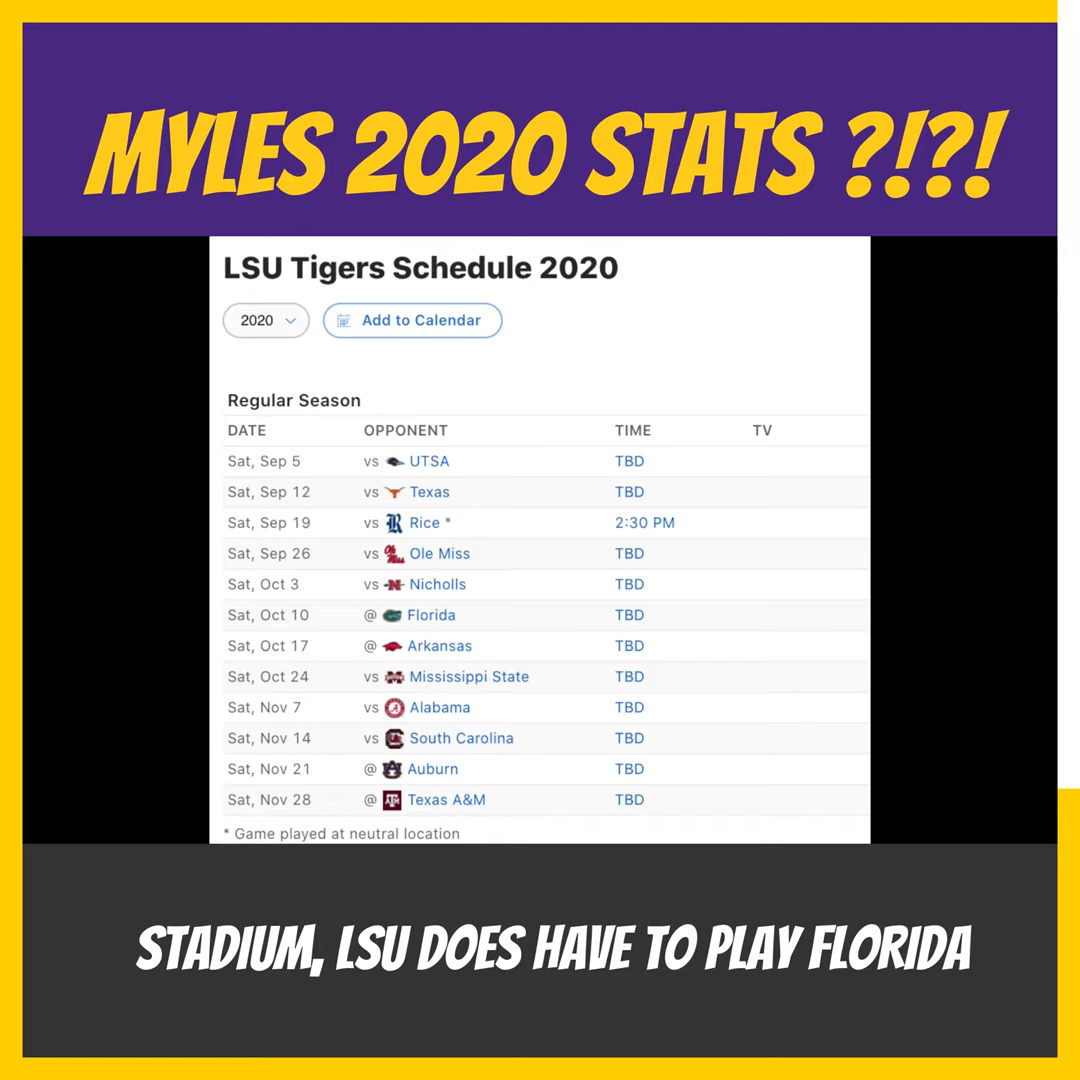 MYLES 2020 STATS ?!?!
LSU Tigers Schedule 2020
2020 Add to Calendar
Regular Season
DATE OPPONENT TIME TV
Sat, Sep 5 vs UTSA TBD
Sat, Sep 12 vs Texas TBD
Sat, Sep 19 vs Rice * 2:30 PM
Sat, Sep 26 vs Ole Miss TBD
Sat, Oct 3 vs Nicholls TBD
Sat, Oct 10 @ Florida TBD
Sat, Oct 17 @ Arkansas TBD
Sat, Oct 24 vs Mississippi State TBD
Sat, Nov 7 vs Alabama TBD
Sat, Nov 14 vs South Carolina TBD
Sat, Nov 21 @ Auburn TBD
Sat, Nov 28 @ Texas A&M TBD
* Game played at neutral location
STADIUM, LSU DOES HAVE TO PLAY FLORIDA